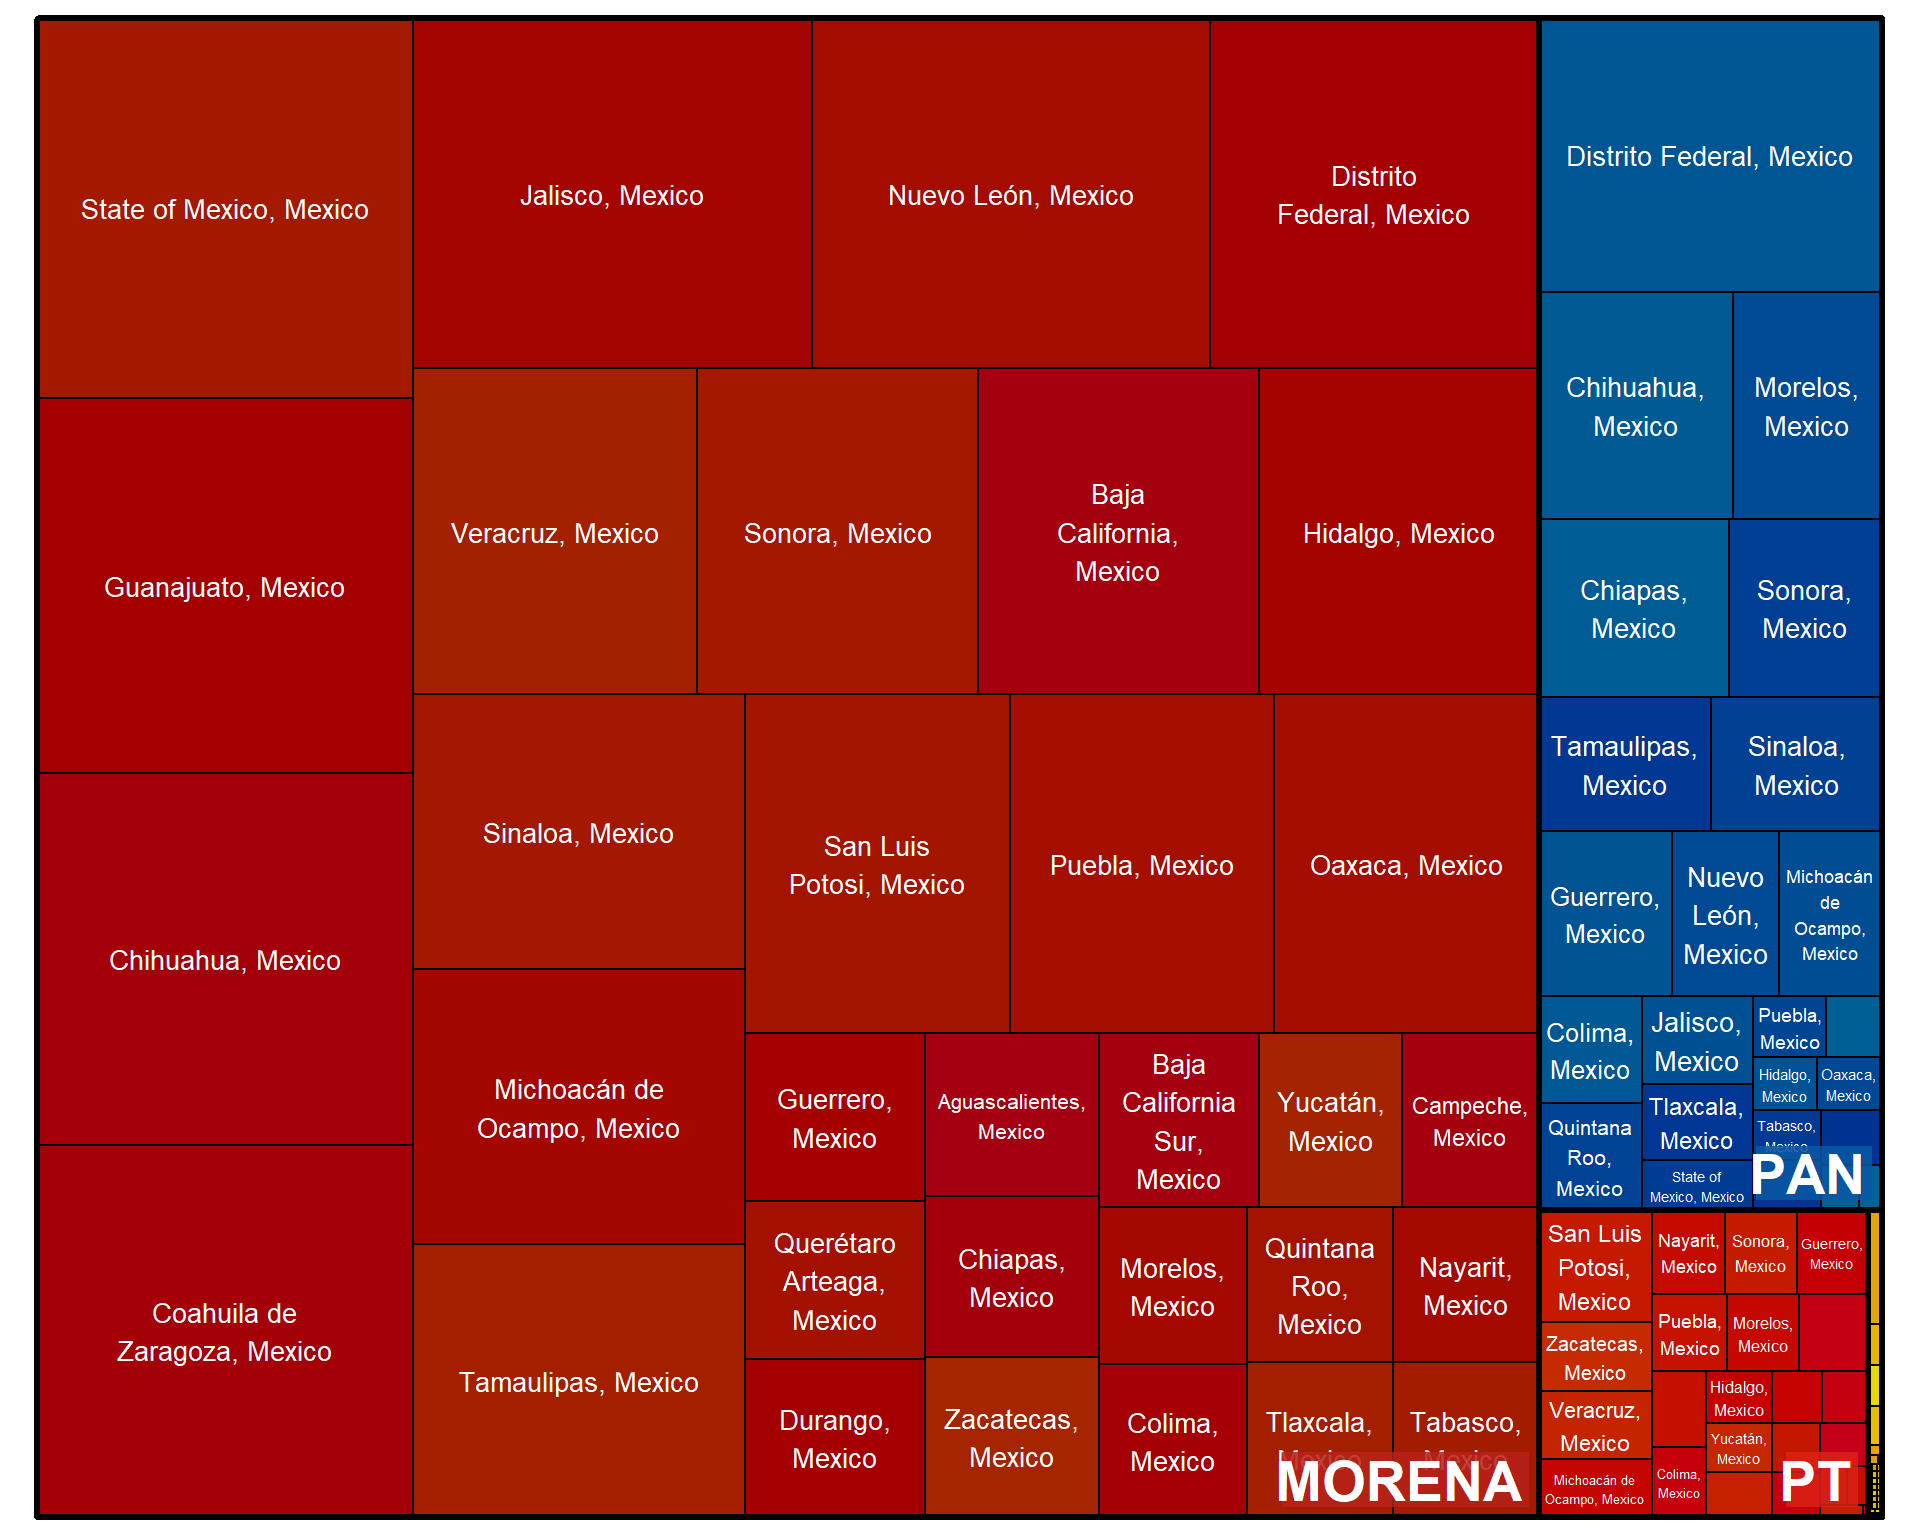 State of Mexico, Mexico
Guanajuato, Mexico
Chihuahua, Mexico
Coahuila de
Zaragoza, Mexico
Jalisco, Mexico
Nuevo León, Mexico
Distrito
Federal, Mexico
Veracruz, Mexico
Sonora, Mexico
Baja
California,
Mexico
Hidalgo, Mexico
Sinaloa, Mexico
Michoacán de
Ocampo, Mexico
Tamaulipas, Mexico
San Luis
Potosi, Mexico
Puebla, Mexico
Oaxaca, Mexico
Guerrero,
Mexico
Querétaro
Arteaga,
Mexico
Durango,
Mexico
Aguascalientes,
Mexico
Chiapas,
Mexico
Zacatecas,
Mexico
Baja
California
Sur,
Mexico
Yucatán,
Mexico
Campeche,
Mexico
Morelos,
Mexico
Quintana
Roo,
Mexico
Nayarit,
Mexico
Colima,
Mexico
Tlaxcala,
Mexico
Tabasco,
Mexico
MORENA
Distrito Federal, Mexico
Chihuahua,
Mexico
Morelos,
Mexico
Chiapas,
Mexico
Sonora,
Mexico
Tamaulipas,
Mexico
Sinaloa,
Mexico
Guerrero,
Mexico
Nuevo
León,
Mexico
Michoacán
de
Ocampo,
Mexico
Colima,
Mexico
Jalisco,
Mexico
Puebla,
Mexico
Hidalgo,
Mexico
Oaxaca,
Mexico
Quintana
Roo,
Mexico
Tlaxcala,
Mexico
Tabasco,
Mexico
State of
Mexico, Mexico
PAN
San Luis
Potosi,
Mexico
Nayarit,
Mexico
Sonora,
Mexico
Guerrero,
Mexico
Zacatecas,
Mexico
Puebla,
Mexico
Morelos,
Mexico
Veracruz,
Mexico
Hidalgo,
Mexico
Yucatán,
Mexico
Michoacán de
Ocampo, Mexico
Colima,
Mexico
PT